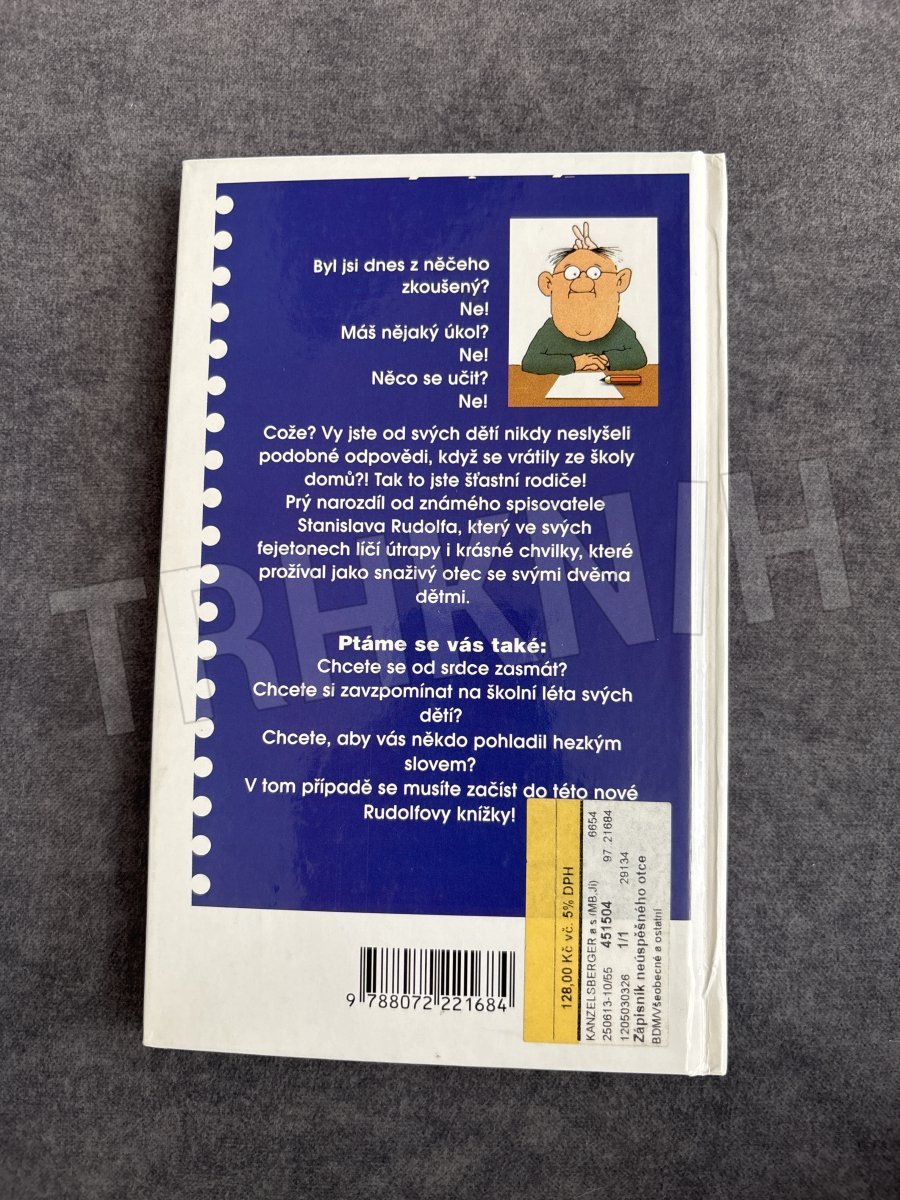 Byl jsi dnes z něčeho
zkoušený?
Ne!
Máš nějaký úkol?
Ne!
Něco se učit?
Ne!
Cože? Vy jste od svých dětí nikdy neslyšeli
podobné odpovědi, když se vrátily ze školy
domů?! Tak to jste šťastní rodiče!
Prý narozdíl od známého spisovatele
Stanislava Rudolfa, který ve svých
fejetonech líčí útrapy i krásné chvilky, které
prožíval jako snaživý otec se svými dvěma
dětmi.
Ptáme se vás také:
Chcete se od srdce zasmát?
Chcete si zavzpomínat na školní léta svých
dětí?
Chcete, aby vás někdo pohladil hezkým
slovem?
V tom případě se musíte začíst do této nové
Rudolfovy knížky!
9 788072 221684
128,00 Kč vč. 5% DPH
KANZELSBERGER a s (MB.Ji) 6654
250613-10/55 451504 97 21684
1205030326 1/1 29134
Zápisník neúspěšného otce
BDM/Všeobecné a ostatní
TRHKNIH